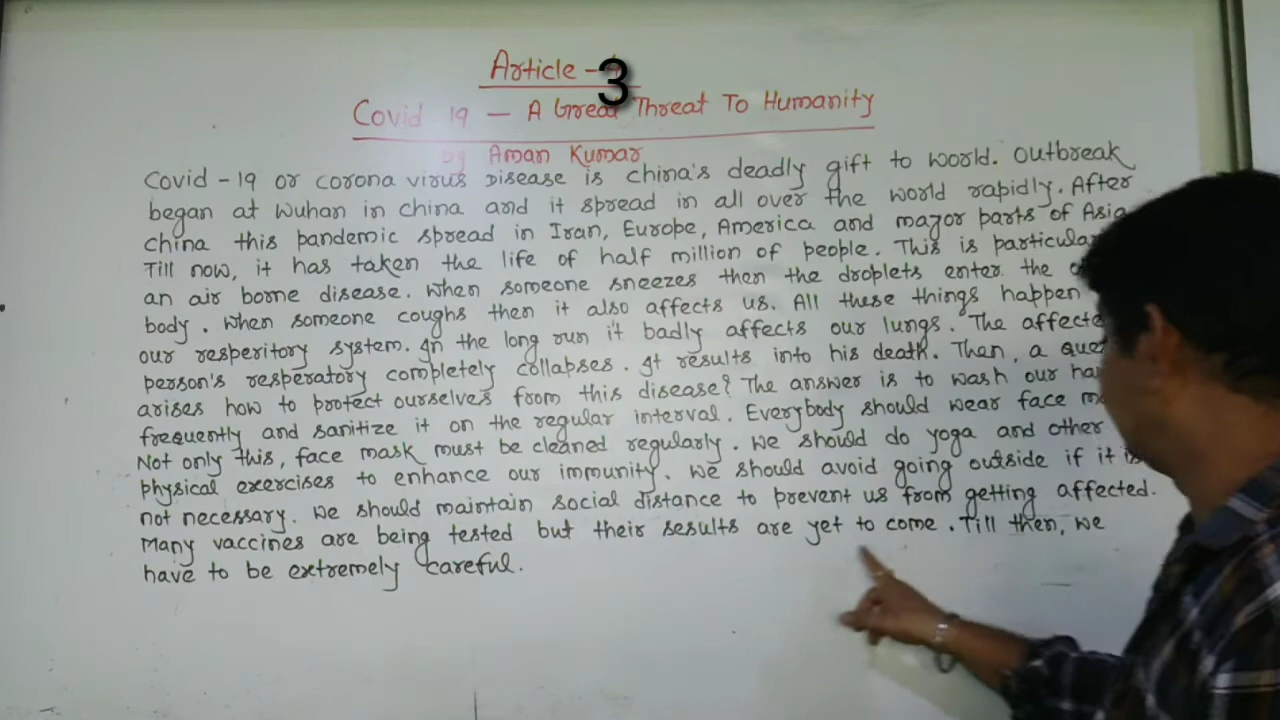 Article - 3
Covid - 19 — A Great Threat To Humanity
by Aman Kumar
Covid - 19 or corona virus Disease is china's deadly gift to world. Outbreak
began at Wuhan in china and it spread in all over the world rapidly. After
china this pandemic spread in Iran, Europe, America and major parts of Asia
Till now, it has taken the life of half million of people. This is
an air borne disease. When someone sneezes then the droplets enter the
body. When someone coughs then it also affects us. All these things happen
our resperitory system. In the long run it badly affects our lungs. The
person's resperatory completely collapses. It results into his death. Then, a
arises how to protect ourselves from this disease? The answer is to wash our
frequently and sanitize it on the regular interval. Everybody should wear face
Not only this, face mask must be cleaned regularly. We should do yoga and other
physical exercises to enhance our immunity. We should avoid going outside if it is
not necessary. We should maintain social distance to prevent us from getting affected.
Many vaccines are being tested but their sesults are yet to come. Till then, we
have to be extremely careful.